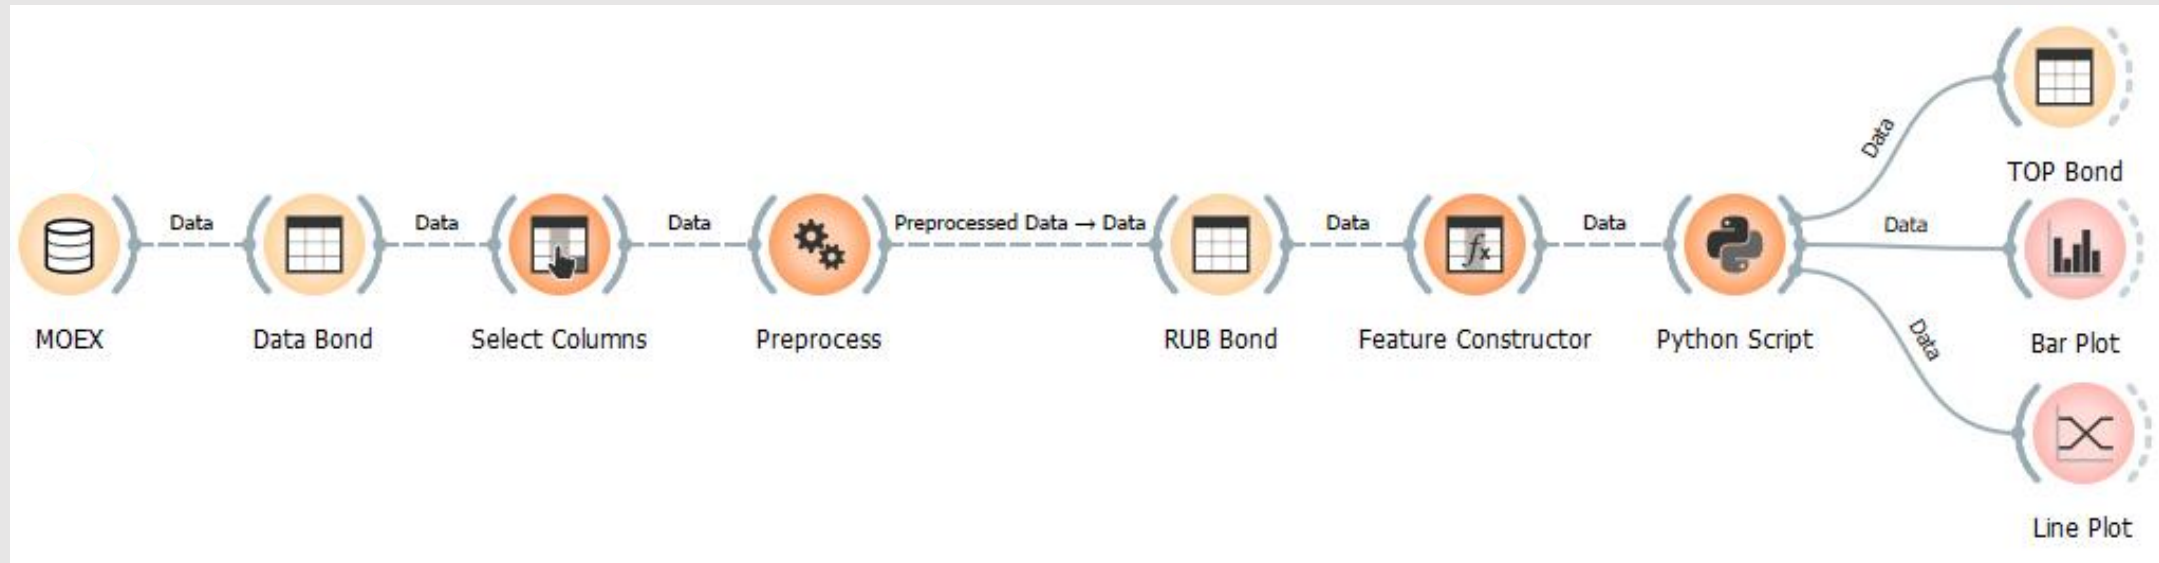 MOEX
Data
Data Bond
Data
Select Columns
Data
Preprocess
Preprocessed Data → Data
RUB Bond
Data
Feature Constructor
Data
Python Script
Data
TOP Bond
Data
Bar Plot
Data
Line Plot